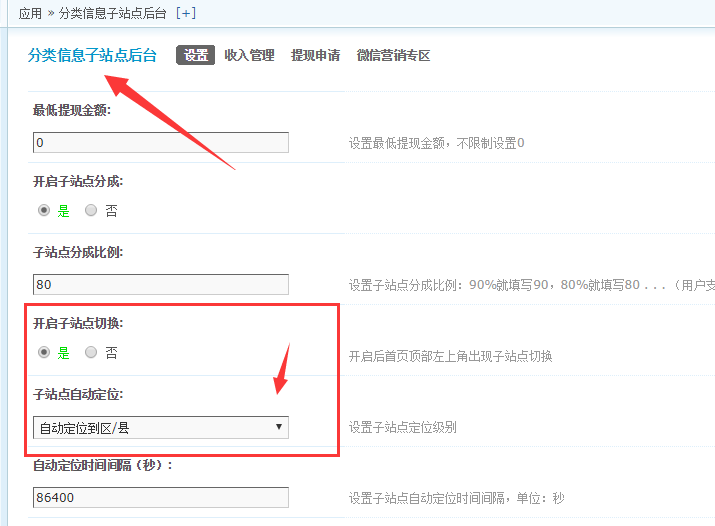 应用 » 分类信息子站点后台 [+]
分类信息子站点后台 设置 收入管理 提现申请 微信营销专区
最低提现金额:
0 设置最低提现金额，不限制设置0
开启子站点分成:
是 否
子站点分成比例:
80 设置子站点分成比例：90%就填写90，80%就填写80 . . . （用户支
开启子站点切换:
是 否 开启后首页顶部左上角出现子站点切换
子站点自动定位:
自动定位到区/县 设置子站点定位级别
自动定位时间间隔（秒）:
86400 设置子站点自动定位时间间隔，单位：秒